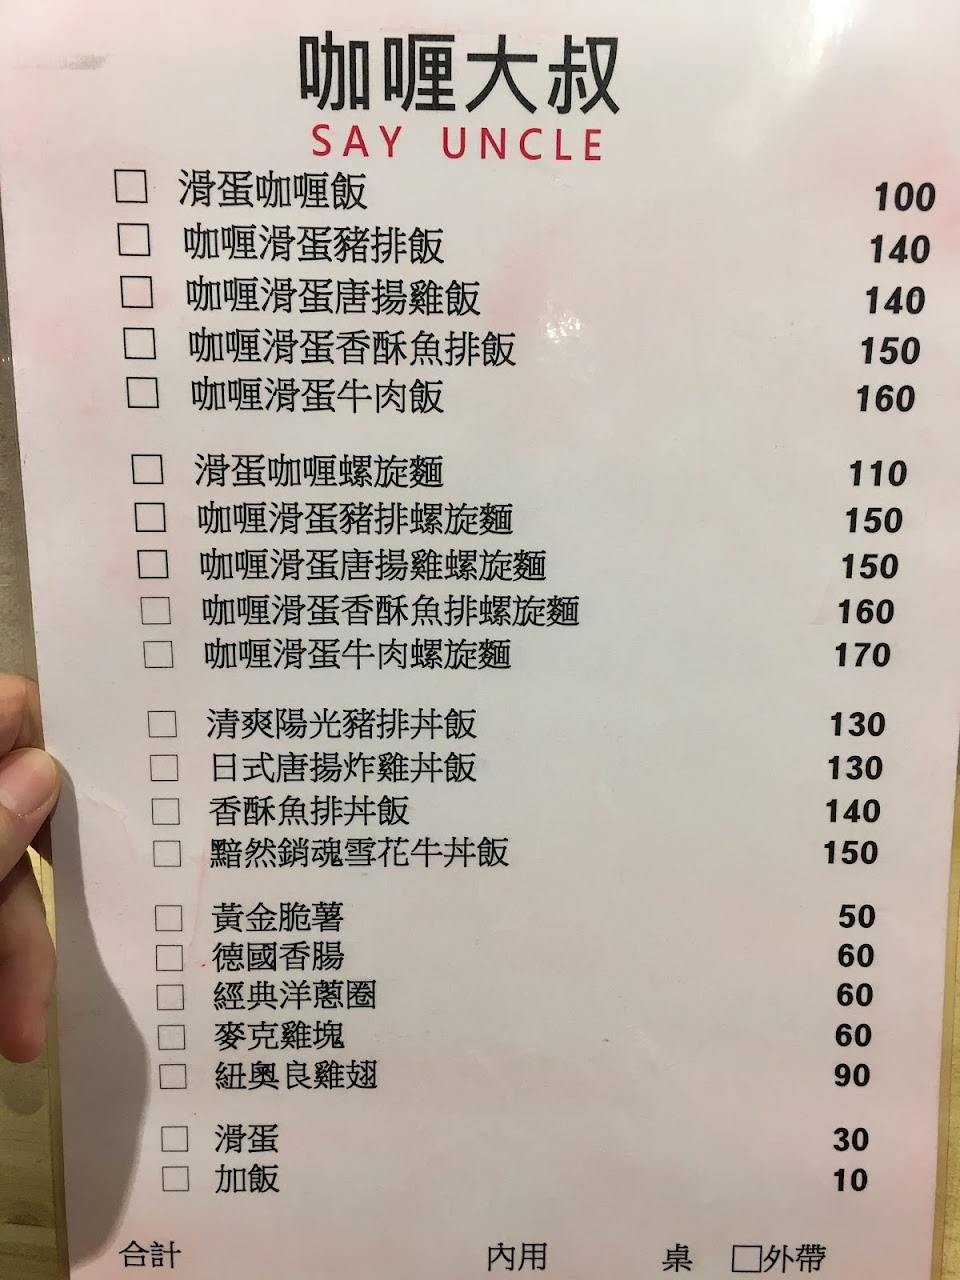 咖喱大叔
SAY UNCLE
□ 滑蛋咖喱飯 100
□ 咖喱滑蛋豬排飯 140
□ 咖喱滑蛋唐揚雞飯 140
□ 咖喱滑蛋香酥魚排飯 150
□ 咖喱滑蛋牛肉飯 160
□ 滑蛋咖喱螺旋麵 110
□ 咖喱滑蛋豬排螺旋麵 150
□ 咖喱滑蛋唐揚雞螺旋麵 150
□ 咖喱滑蛋香酥魚排螺旋麵 160
□ 咖喱滑蛋牛肉螺旋麵 170
□ 清爽陽光豬排丼飯 130
□ 日式唐揚炸雞丼飯 130
□ 香酥魚排丼飯 140
□ 黯然銷魂雪花牛丼飯 150
□ 黃金脆薯 50
□ 德國香腸 60
□ 經典洋蔥圈 60
□ 麥克雞塊 60
□ 紐奧良雞翅 90
□ 滑蛋 30
□ 加飯 10
合計 內用 桌 □外帶